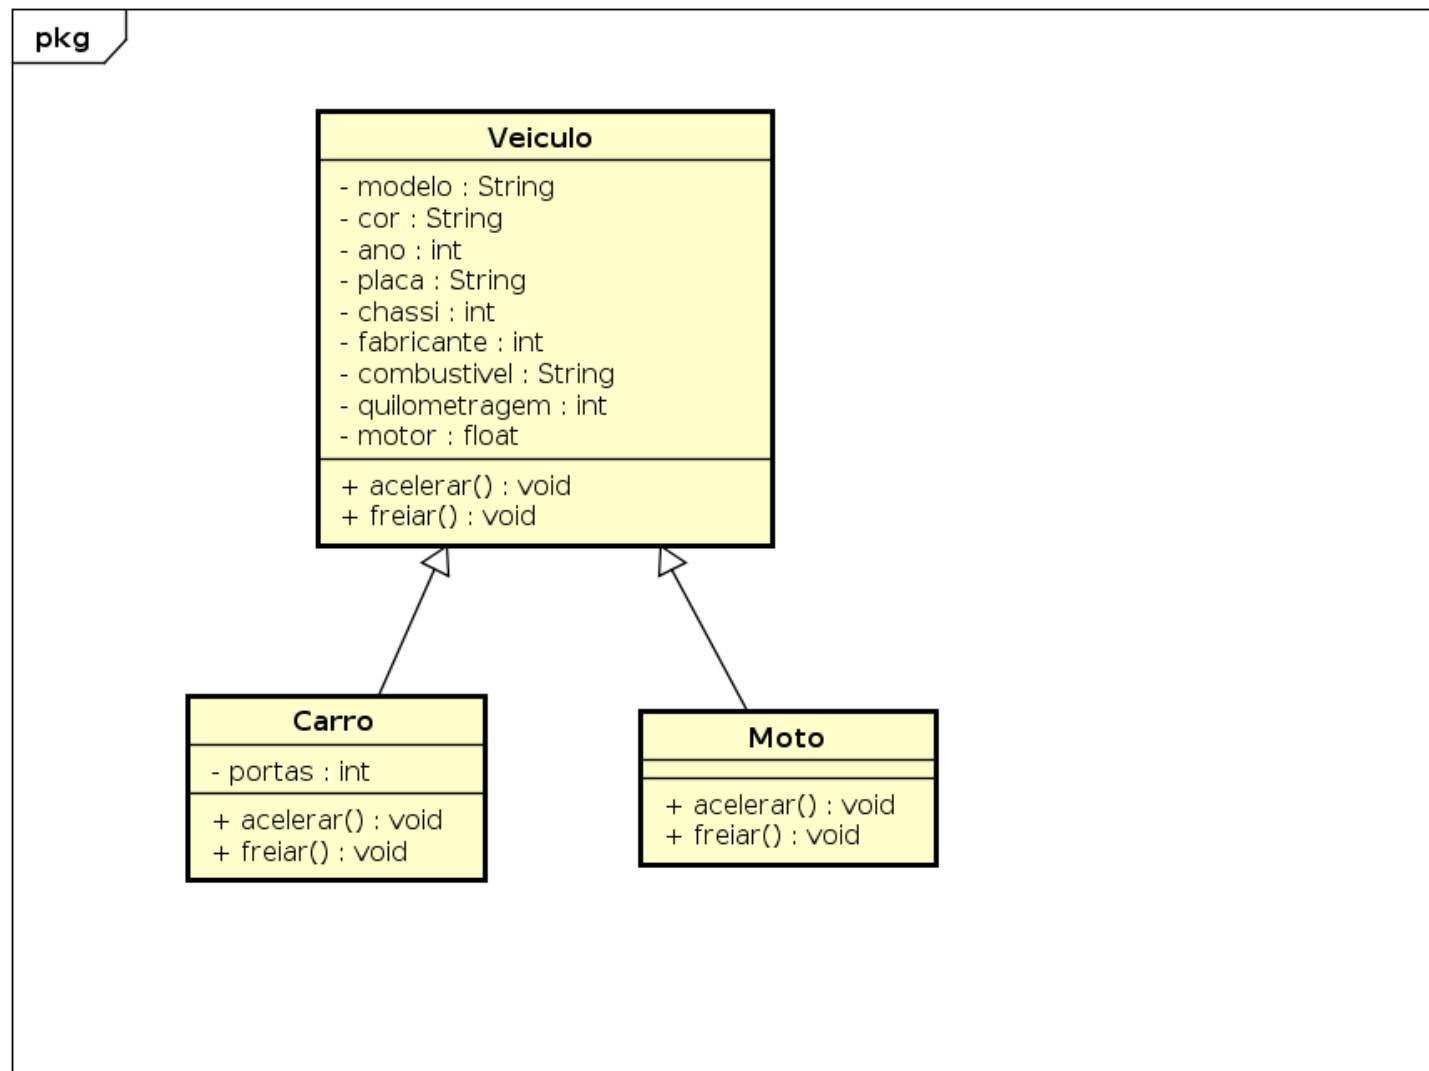 pkg
Veiculo
- modelo : String
- cor : String
- ano : int
- placa : String
- chassi : int
- fabricante : int
- combustivel : String
- quilometragem : int
- motor : float
+ acelerar() : void
+ freiar() : void
Carro
- portas : int
+ acelerar() : void
+ freiar() : void
Moto
+ acelerar() : void
+ freiar() : void